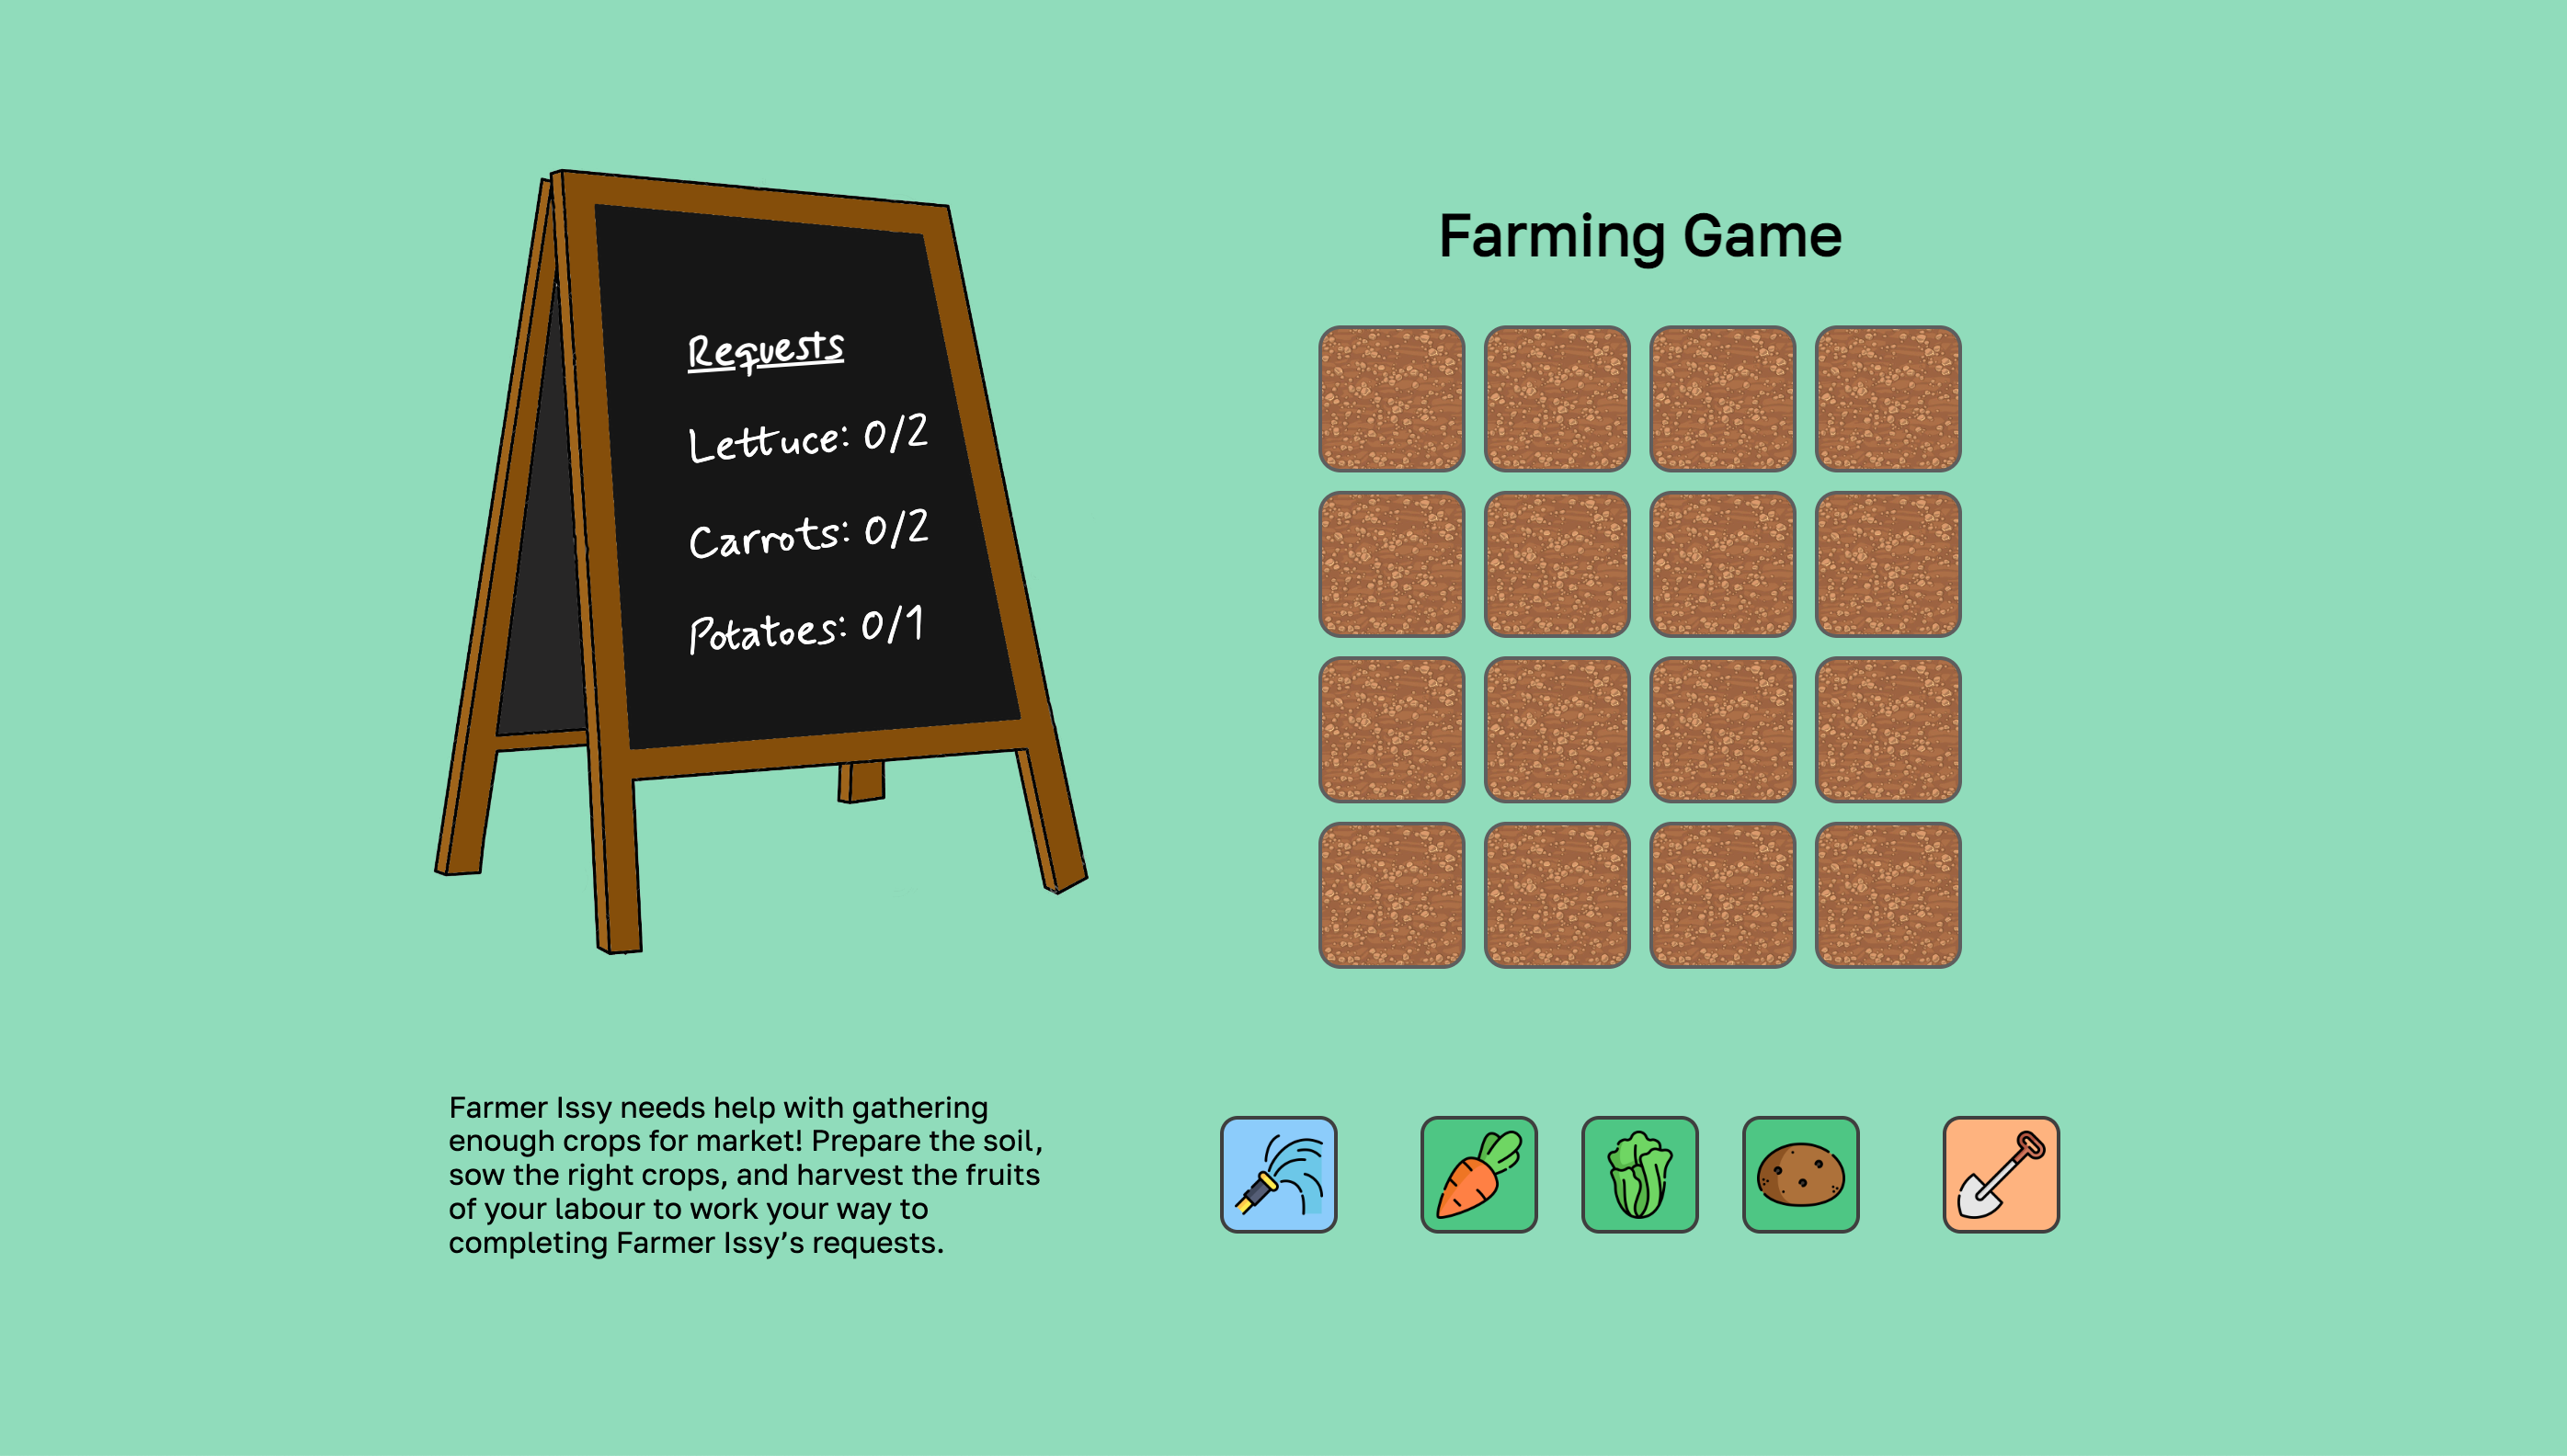 Requests
Lettuce: 0/2
Carrots: 0/2
Potatoes: 0/1
Farming Game
Farmer Issy needs help with gathering
enough crops for market! Prepare the soil,
sow the right crops, and harvest the fruits
of your labour to work your way to
completing Farmer Issy’s requests.